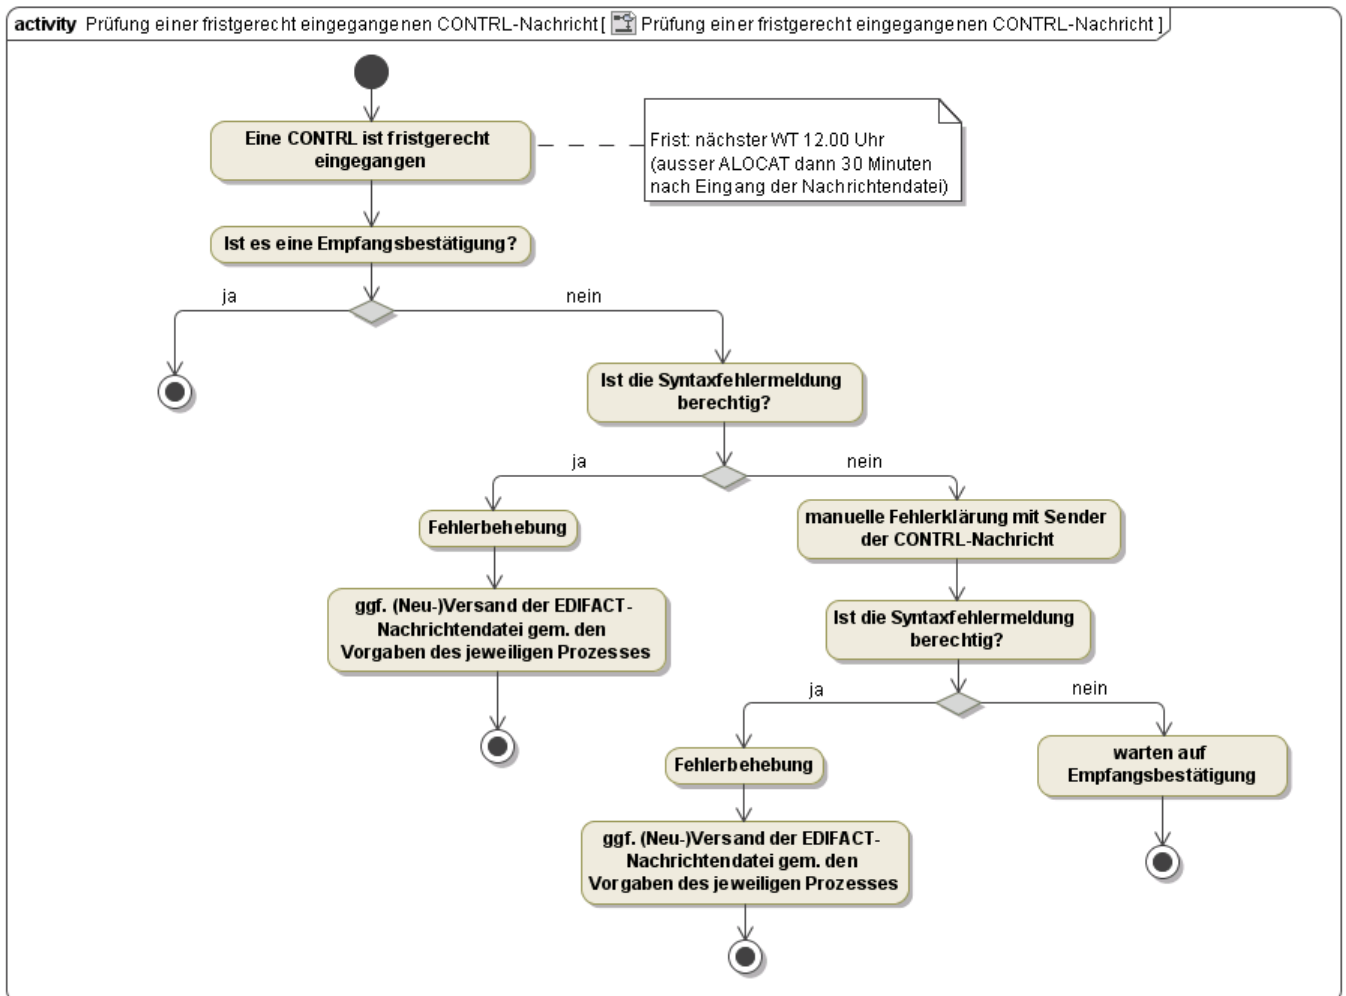 activity Prüfung einer fristgerecht eingegangenen CONTRL-Nachricht[ Prüfung einer fristgerecht eingegangenen CONTRL-Nachricht ]
Eine CONTRL ist fristgerecht
eingegangen
Frist: nächster WT 12.00 Uhr
(ausser ALOCAT dann 30 Minuten
nach Eingang der Nachrichtendatei)
Ist es eine Empfangsbestätigung?
ja
nein
Ist die Syntaxfehlermeldung
berechtig?
ja
nein
Fehlerbehebung
manuelle Fehlerklärung mit Sender
der CONTRL-Nachricht
ggf. (Neu-)Versand der EDIFACT-
Nachrichtendatei gem. den
Vorgaben des jeweiligen Prozesses
Ist die Syntaxfehlermeldung
berechtig?
ja
nein
Fehlerbehebung
warten auf
Empfangsbestätigung
ggf. (Neu-)Versand der EDIFACT-
Nachrichtendatei gem. den
Vorgaben des jeweiligen Prozesses